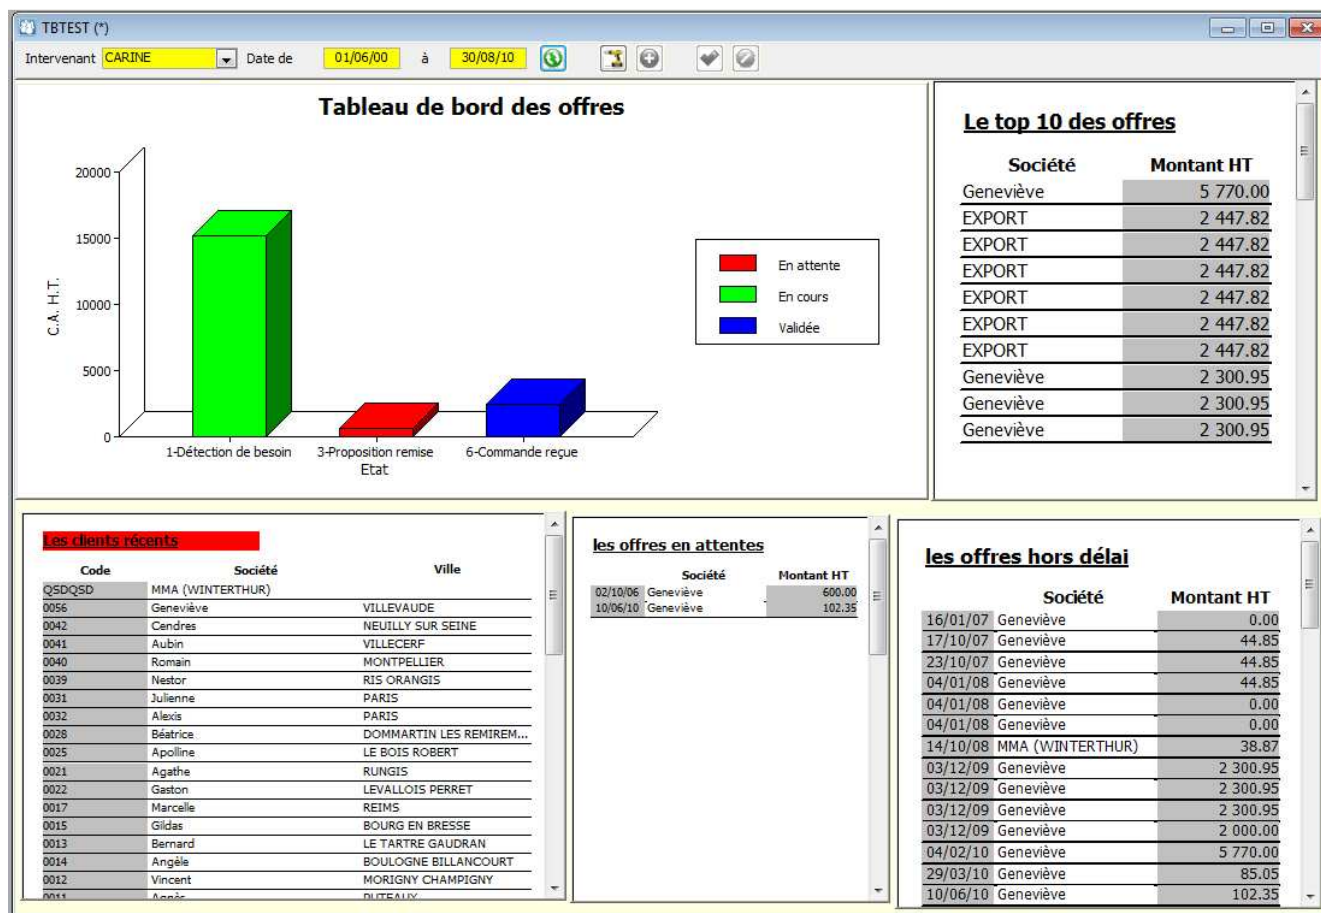 TBTEST (*)
Intervenant CARINE Date de 01/06/00 à 30/08/10
Tableau de bord des offres
20000
15000
10000
5000
0
C.A. H.T.
1-Détection de besoin 3-Proposition remise 6-Commande reçue
Etat
En attente
En cours
Validée
Le top 10 des offres
Société Montant HT
Geneviève 5 770.00
EXPORT 2 447.82
EXPORT 2 447.82
EXPORT 2 447.82
EXPORT 2 447.82
EXPORT 2 447.82
EXPORT 2 447.82
Geneviève 2 300.95
Geneviève 2 300.95
Geneviève 2 300.95
Les clients récents
Code Société Ville
QSDQSD MMA (WINTERTHUR)
0056 Geneviève VILLEVAUDE
0042 Cendres NEUILLY SUR SEINE
0041 Aubin VILLECERF
0040 Romain MONTPELLIER
0039 Nestor RIS ORANGIS
0031 Julienne PARIS
0032 Alexis PARIS
0028 Béatrice DOMMARTIN LES REMIREM...
0025 Apolline LE BOIS ROBERT
0021 Agathe RUNGIS
0022 Gaston LEVALLOIS PERRET
0017 Marcelle REIMS
0015 Gildas BOURG EN BRESSE
0013 Bernard LE TARTRE GAUDRAN
0014 Angèle BOULOGNE BILLANCOURT
0012 Vincent MORIGNY CHAMPIGNY
0011 Agnès PUTEAUX
les offres en attentes
Société Montant HT
02/10/06 Geneviève 600.00
10/06/10 Geneviève 102.35
les offres hors délai
Société Montant HT
16/01/07 Geneviève 0.00
17/10/07 Geneviève 44.85
23/10/07 Geneviève 44.85
04/01/08 Geneviève 44.85
04/01/08 Geneviève 0.00
04/01/08 Geneviève 0.00
14/10/08 MMA (WINTERTHUR) 38.87
03/12/09 Geneviève 2 300.95
03/12/09 Geneviève 2 300.95
03/12/09 Geneviève 2 300.95
03/12/09 Geneviève 2 000.00
04/02/10 Geneviève 5 770.00
29/03/10 Geneviève 85.05
10/06/10 Geneviève 102.35